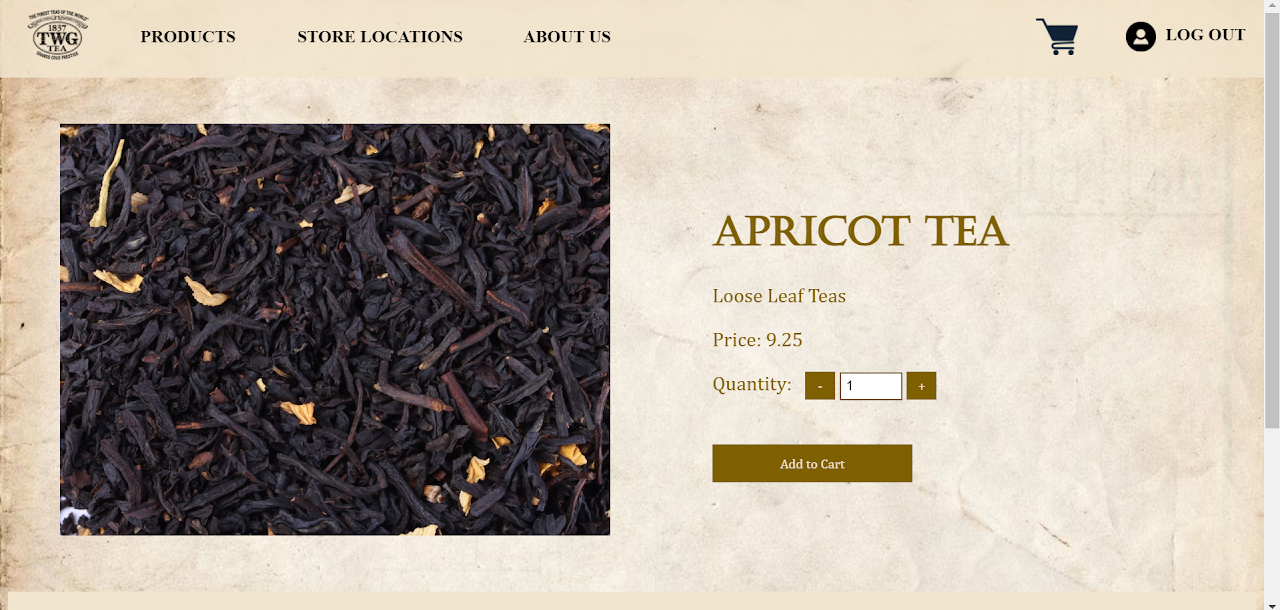 THE FINEST TEAS OF THE WORLD
1837
TWG
TEA
GRANDS CRUS PRESTIGE
PRODUCTS
STORE LOCATIONS
ABOUT US
LOG OUT
APRICOT TEA
Loose Leaf Teas
Price: 9.25
Quantity: - 1 +
Add to Cart